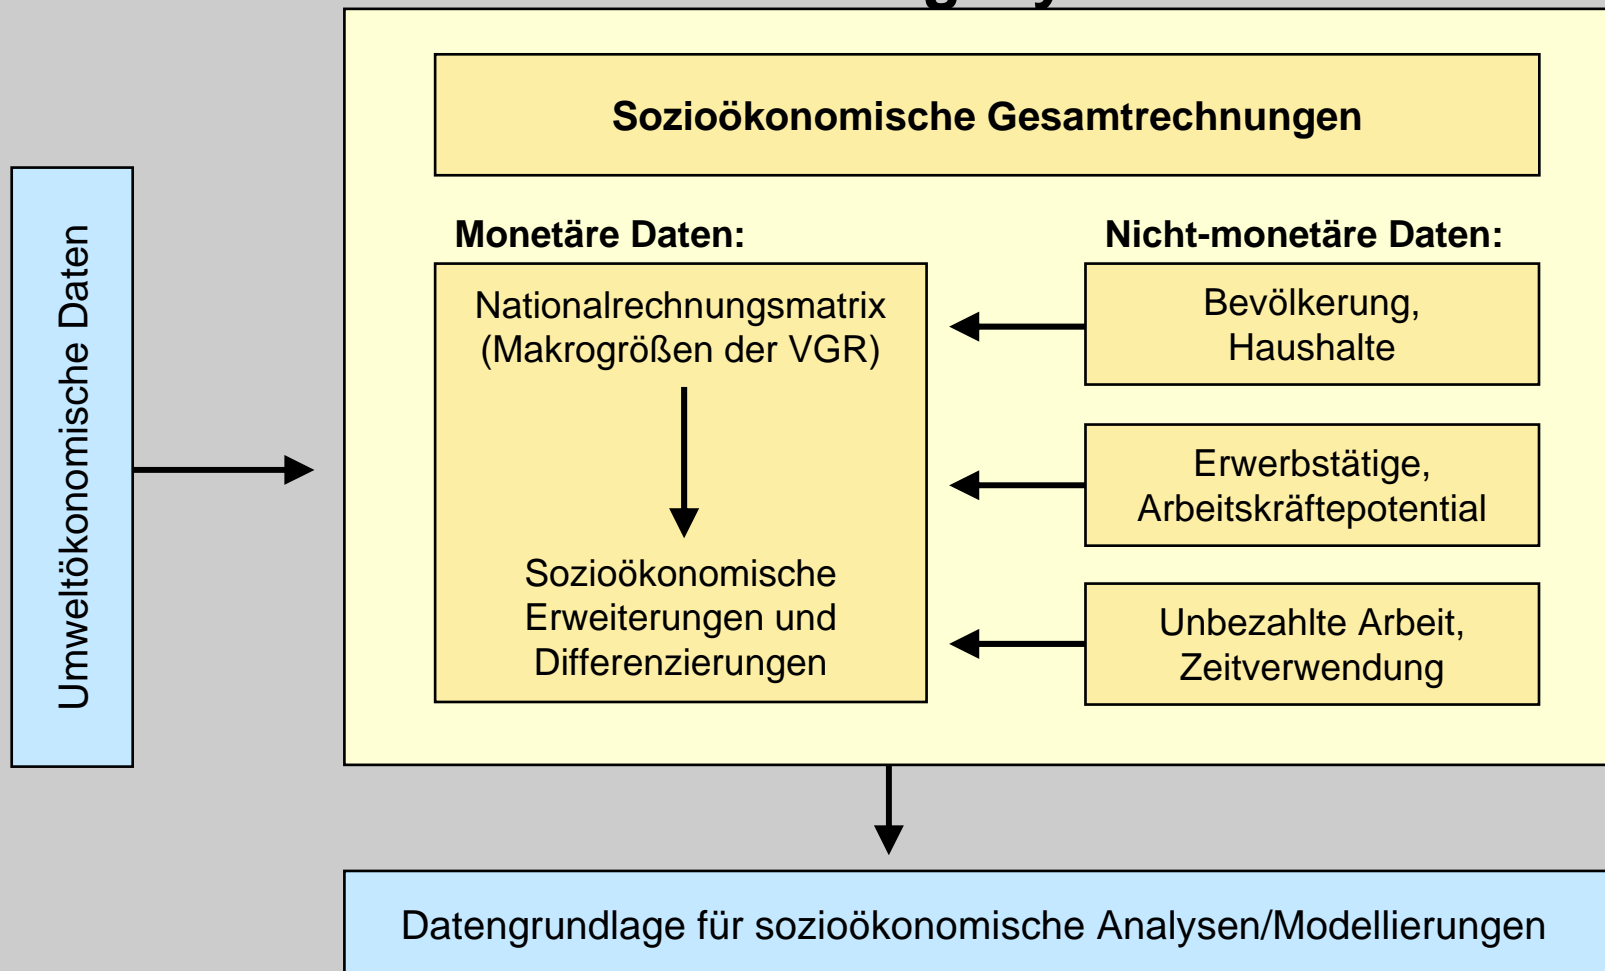 Sozioökonomische Gesamtrechnungen
Umweltökonomische Daten
Monetäre Daten:
Nationalrechnungsmatrix
(Makrogrößen der VGR)
Sozioökonomische
Erweiterungen und
Differenzierungen
Nicht-monetäre Daten:
Bevölkerung,
Haushalte
Erwerbstätige,
Arbeitskräftepotential
Unbezahlte Arbeit,
Zeitverwendung
Datengrundlage für sozioökonomische Analysen/Modellierungen